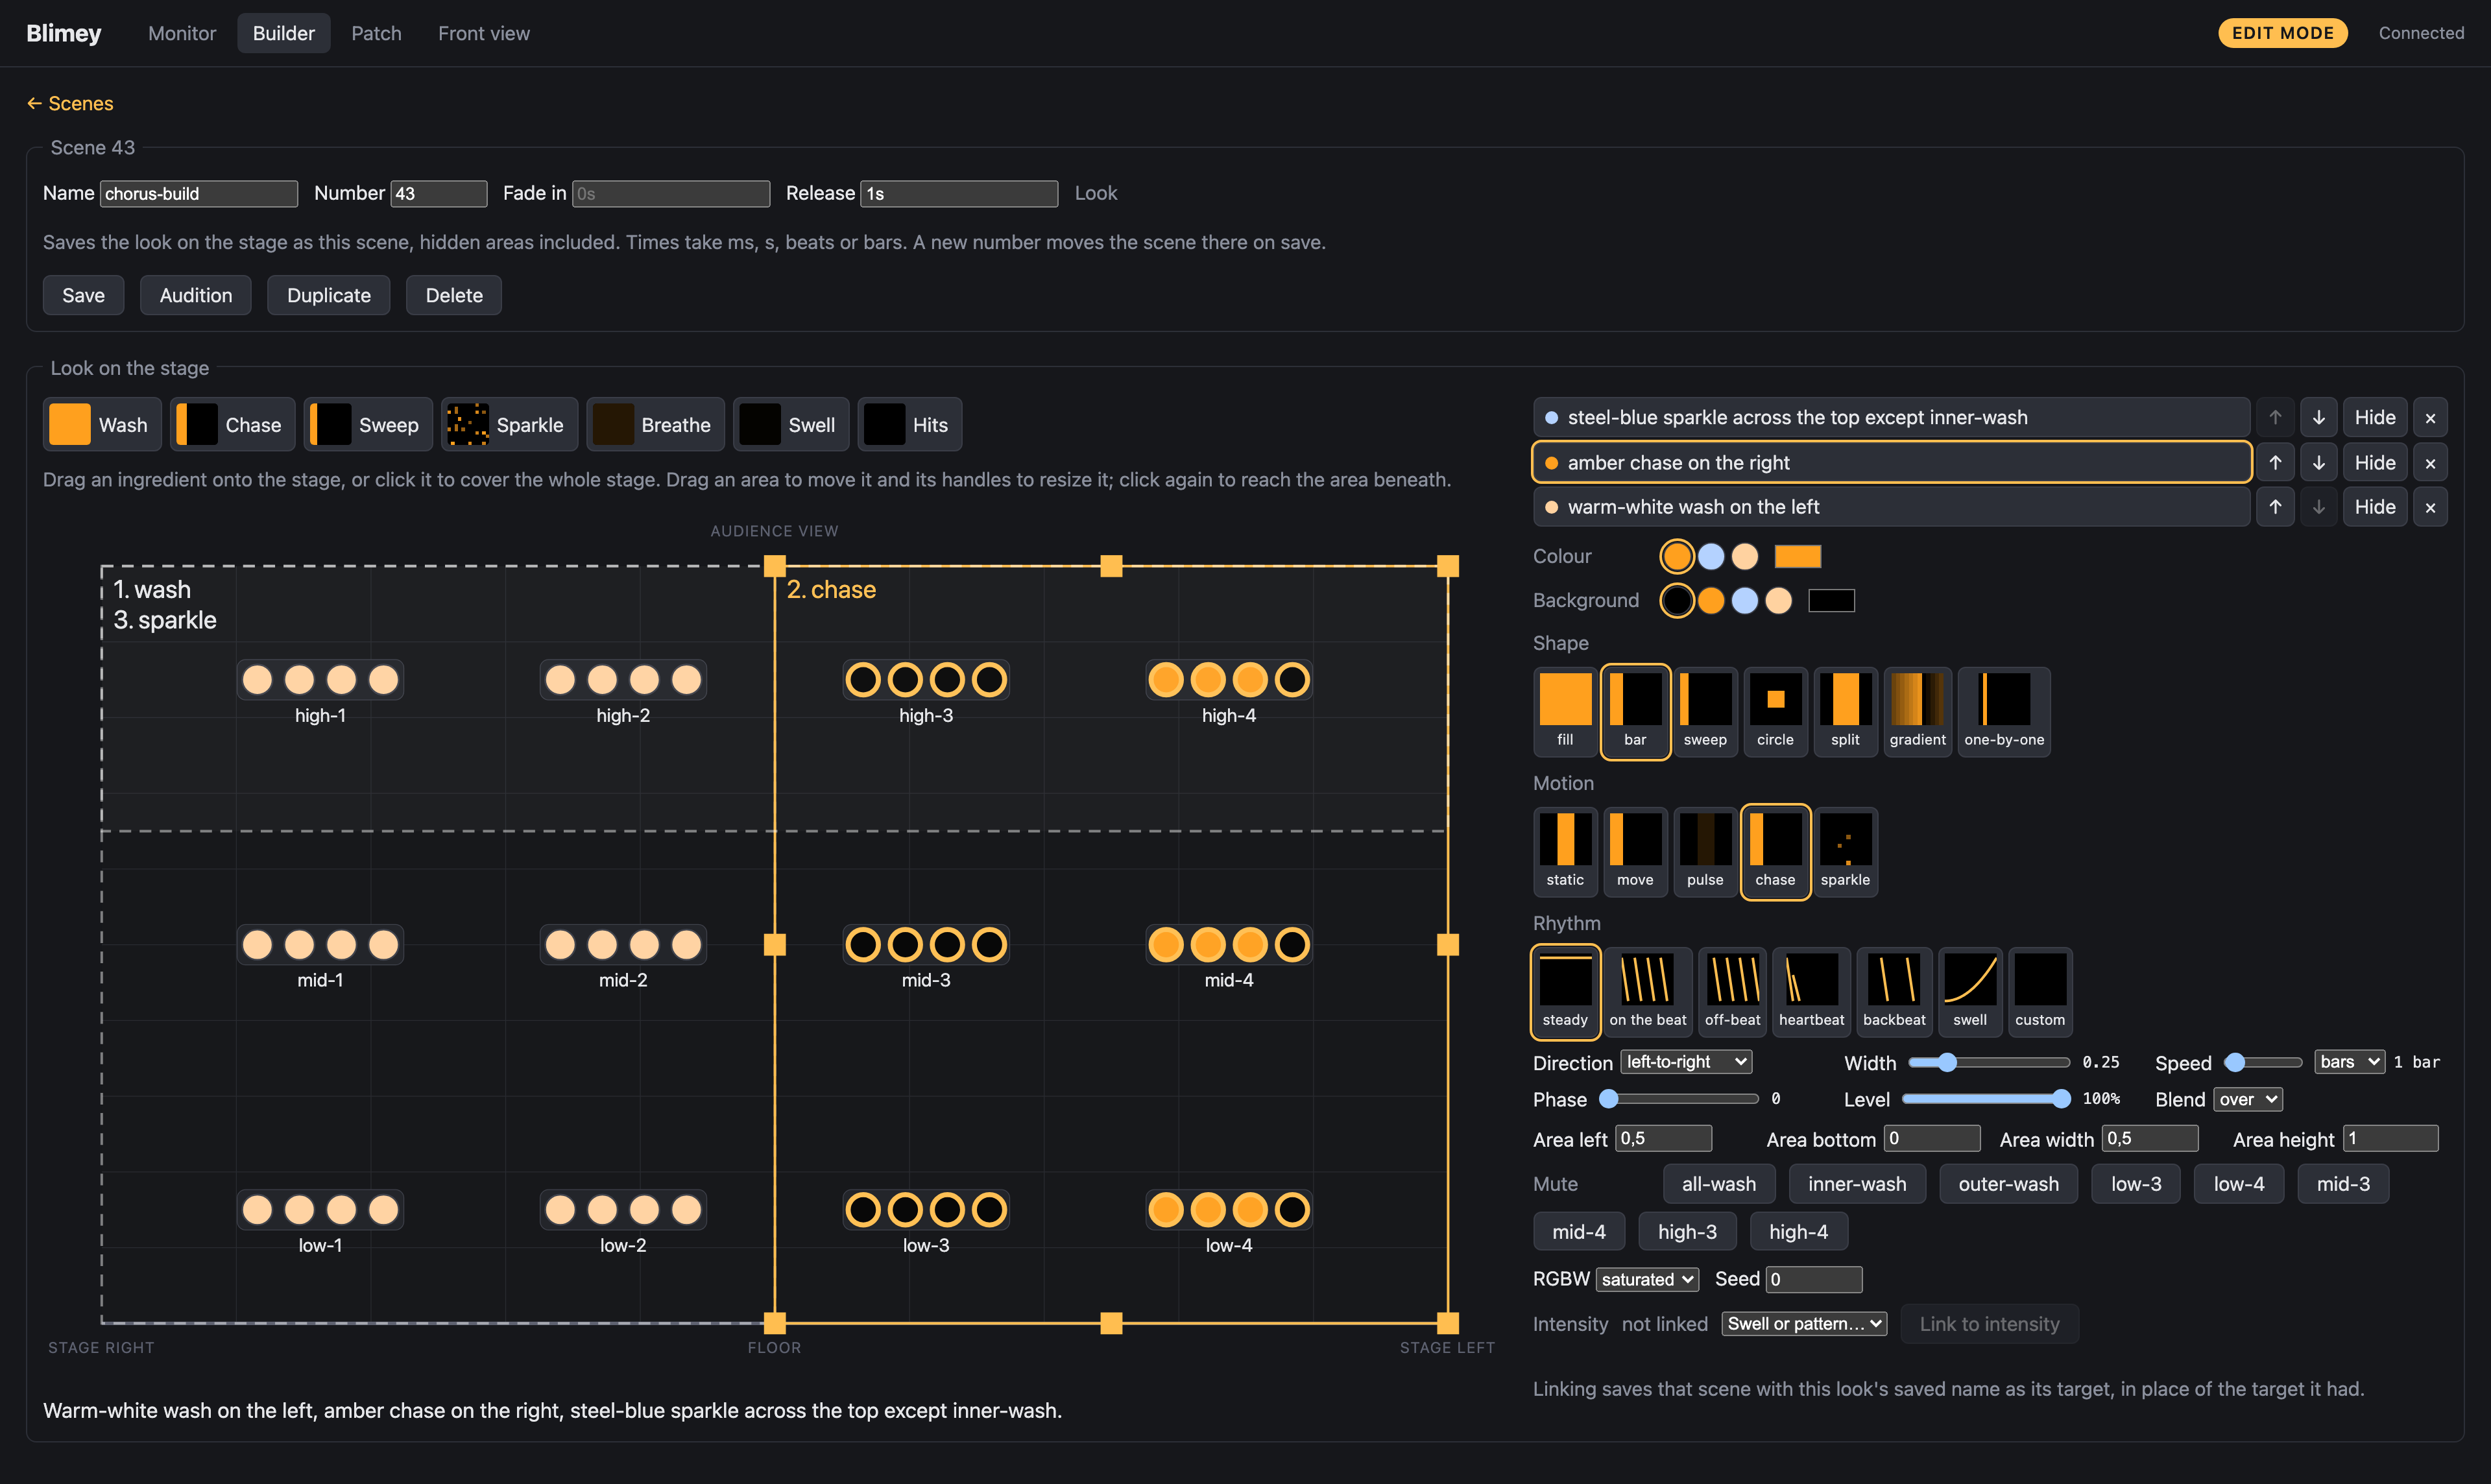 Blimey Monitor Builder Patch Front view EDIT MODE Connected
← Scenes
Scene 43
Name chorus-build Number 43 Fade in 0s Release 1s Look
Saves the look on the stage as this scene, hidden areas included. Times take ms, s, beats or bars. A new number moves the scene there on save.
Save Audition Duplicate Delete
Look on the stage
Wash Chase Sweep Sparkle Breathe Swell Hits
Drag an ingredient onto the stage, or click it to cover the whole stage. Drag an area to move it and its handles to resize it; click again to reach the area beneath.
AUDIENCE VIEW
1. wash
3. sparkle
2. chase
high-1 high-2 high-3 high-4
mid-1 mid-2 mid-3 mid-4
low-1 low-2 low-3 low-4
STAGE RIGHT FLOOR STAGE LEFT
Warm-white wash on the left, amber chase on the right, steel-blue sparkle across the top except inner-wash.
steel-blue sparkle across the top except inner-wash ↑ ↓ Hide ×
amber chase on the right ↑ ↓ Hide ×
warm-white wash on the left ↑ ↓ Hide ×
Colour
Background
Shape
fill bar sweep circle split gradient one-by-one
Motion
static move pulse chase sparkle
Rhythm
steady on the beat off-beat heartbeat backbeat swell custom
Direction left-to-right Width 0.25 Speed bars 1 bar
Phase 0 Level 100% Blend over
Area left 0,5 Area bottom 0 Area width 0,5 Area height 1
Mute all-wash inner-wash outer-wash low-3 low-4 mid-3
mid-4 high-3 high-4
RGBW saturated Seed 0
Intensity not linked Swell or pattern… Link to intensity
Linking saves that scene with this look's saved name as its target, in place of the target it had.